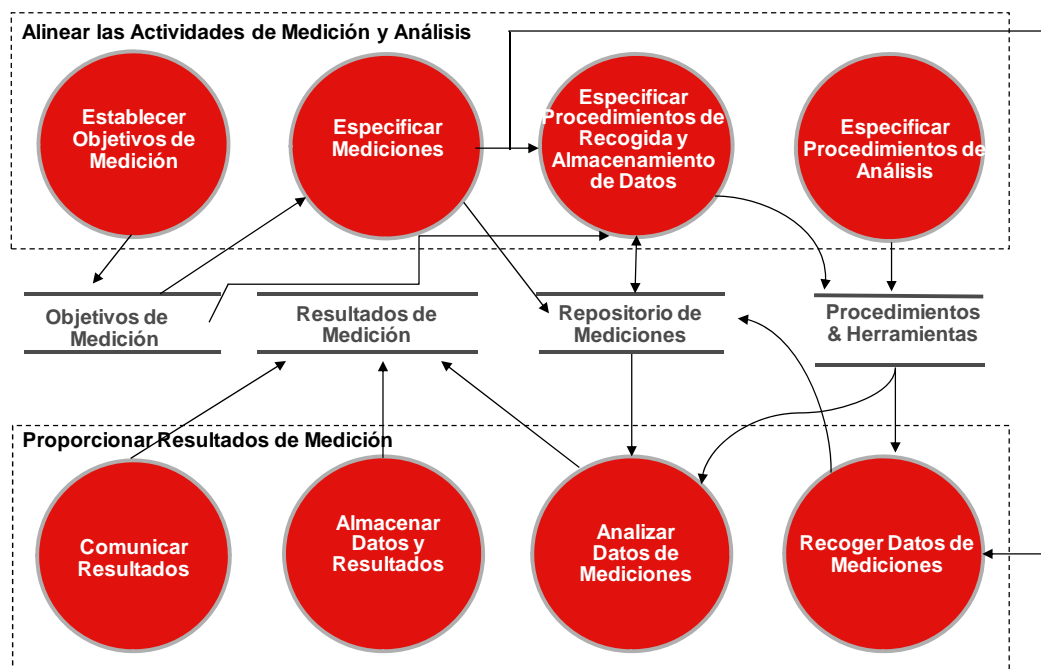 Alinear las Actividades de Medición y Análisis
Establecer
Objetivos de
Medición
Especificar
Mediciones
Especificar
Procedimientos de
Recogida y
Almacenamiento
de Datos
Especificar
Procedimientos de
Análisis
Objetivos de
Medición
Resultados de
Medición
Repositorio de
Mediciones
Procedimientos
& Herramientas
Proporcionar Resultados de Medición
Comunicar
Resultados
Almacenar
Datos y
Resultados
Analizar
Datos de
Mediciones
Recoger Datos de
Mediciones